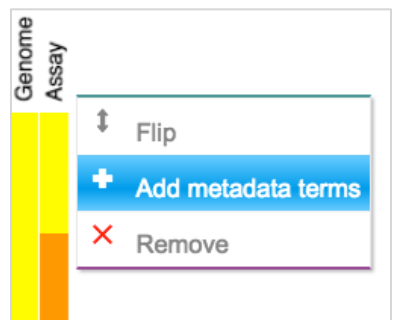 Genome
Assay
Flip
Add metadata terms
Remove